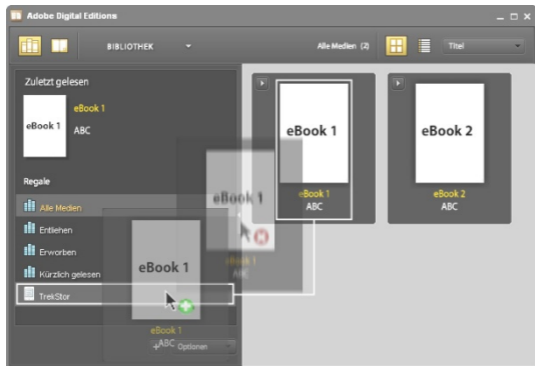 Adobe Digital Editions
BIBLIOTHEK
Alle Medien (2)
Titel
Zuletzt gelesen
eBook 1
eBook 1
ABC
Regale
Alle Medien
Entliehen
Erworben
Kürzlich gelesen
TrekStor
eBook 1
eBook 1
ABC
eBook 1
eBook 1
ABC
Optionen
eBook 1
eBook 1
ABC
eBook 2
eBook 2
ABC